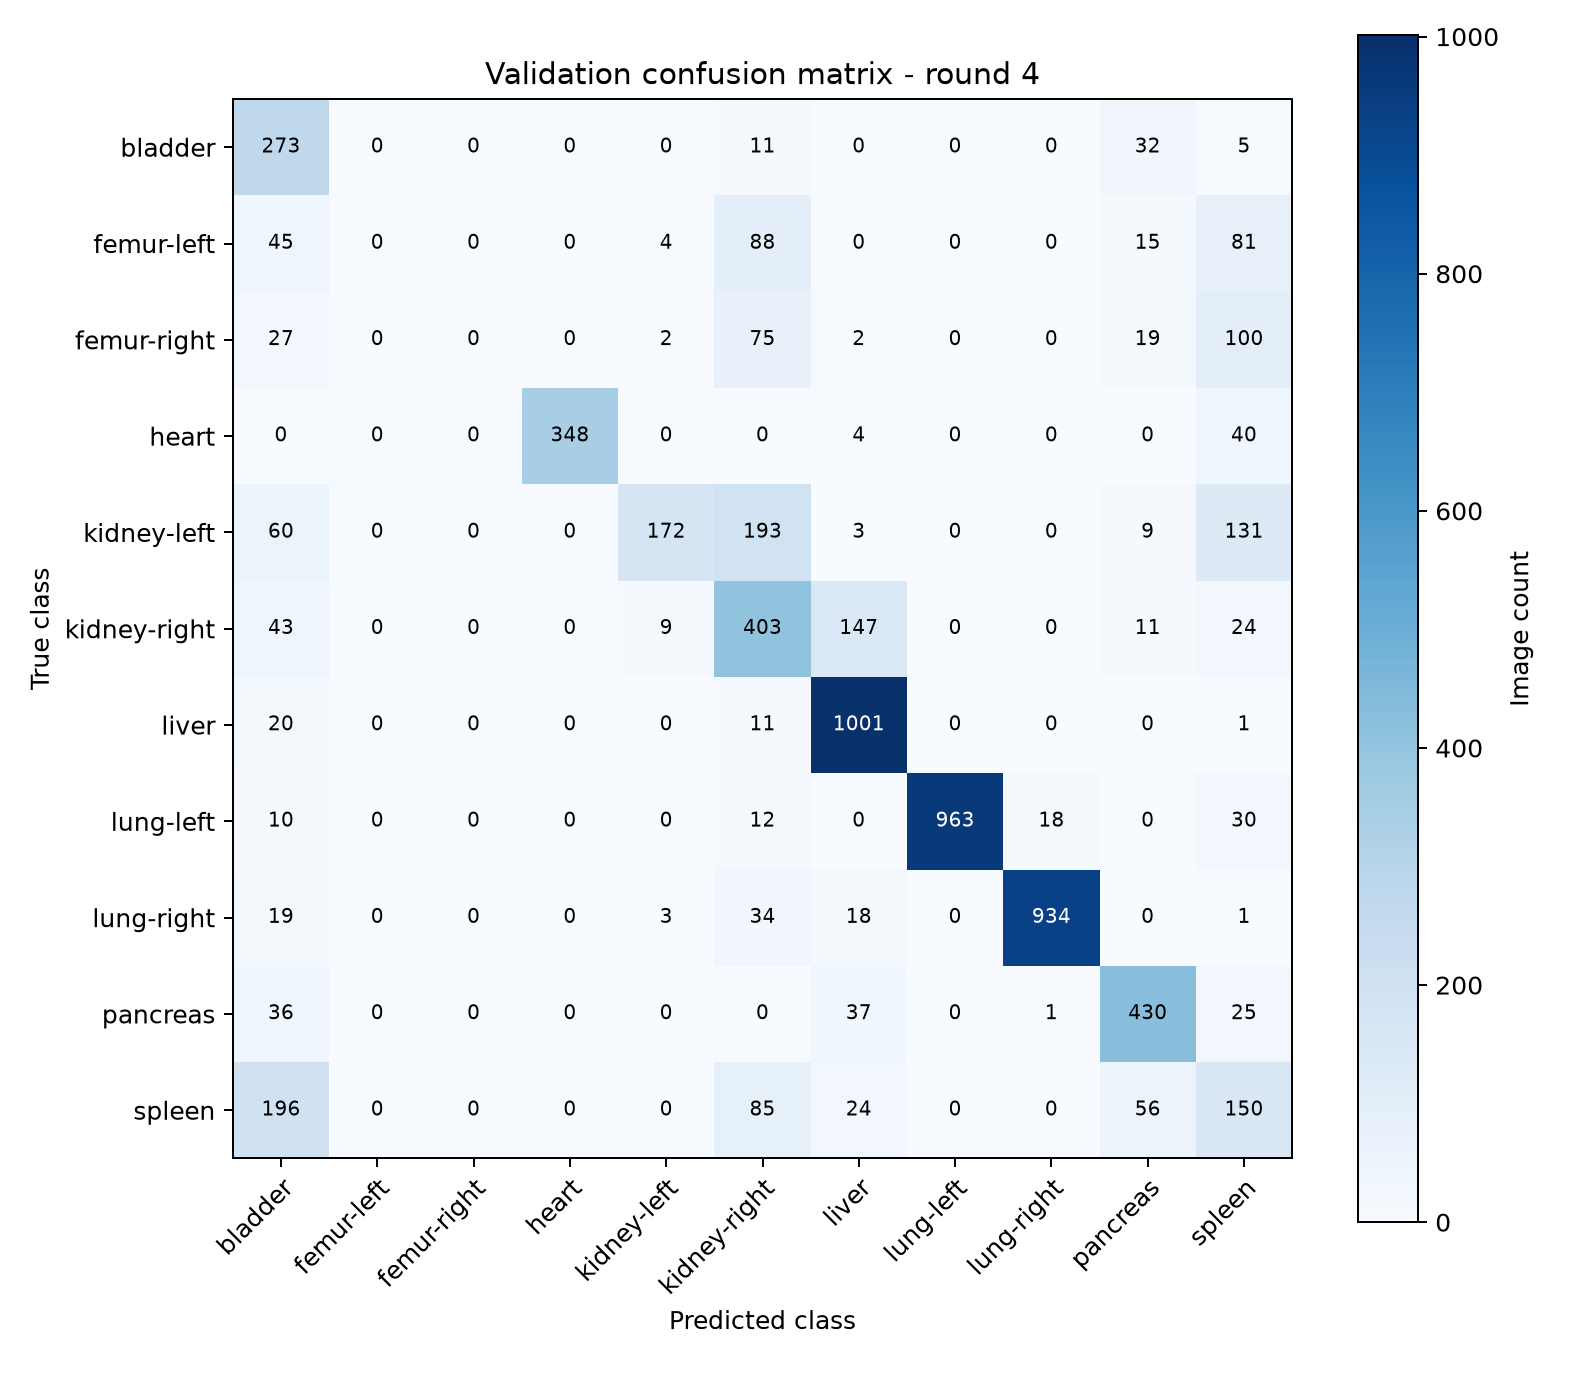 Validation confusion matrix - round 4
True class
bladder 273 0 0 0 0 11 0 0 0 32 5
femur-left 45 0 0 0 4 88 0 0 0 15 81
femur-right 27 0 0 0 2 75 2 0 0 19 100
heart 0 0 0 348 0 0 4 0 0 0 40
kidney-left 60 0 0 0 172 193 3 0 0 9 131
kidney-right 43 0 0 0 9 403 147 0 0 11 24
liver 20 0 0 0 0 11 1001 0 0 0 1
lung-left 10 0 0 0 0 12 0 963 18 0 30
lung-right 19 0 0 0 3 34 18 0 934 0 1
pancreas 36 0 0 0 0 0 37 0 1 430 25
spleen 196 0 0 0 0 85 24 0 0 56 150
bladder femur-left femur-right heart kidney-left kidney-right liver lung-left lung-right pancreas spleen
Predicted class
1000
800
600
400
200
0
Image count